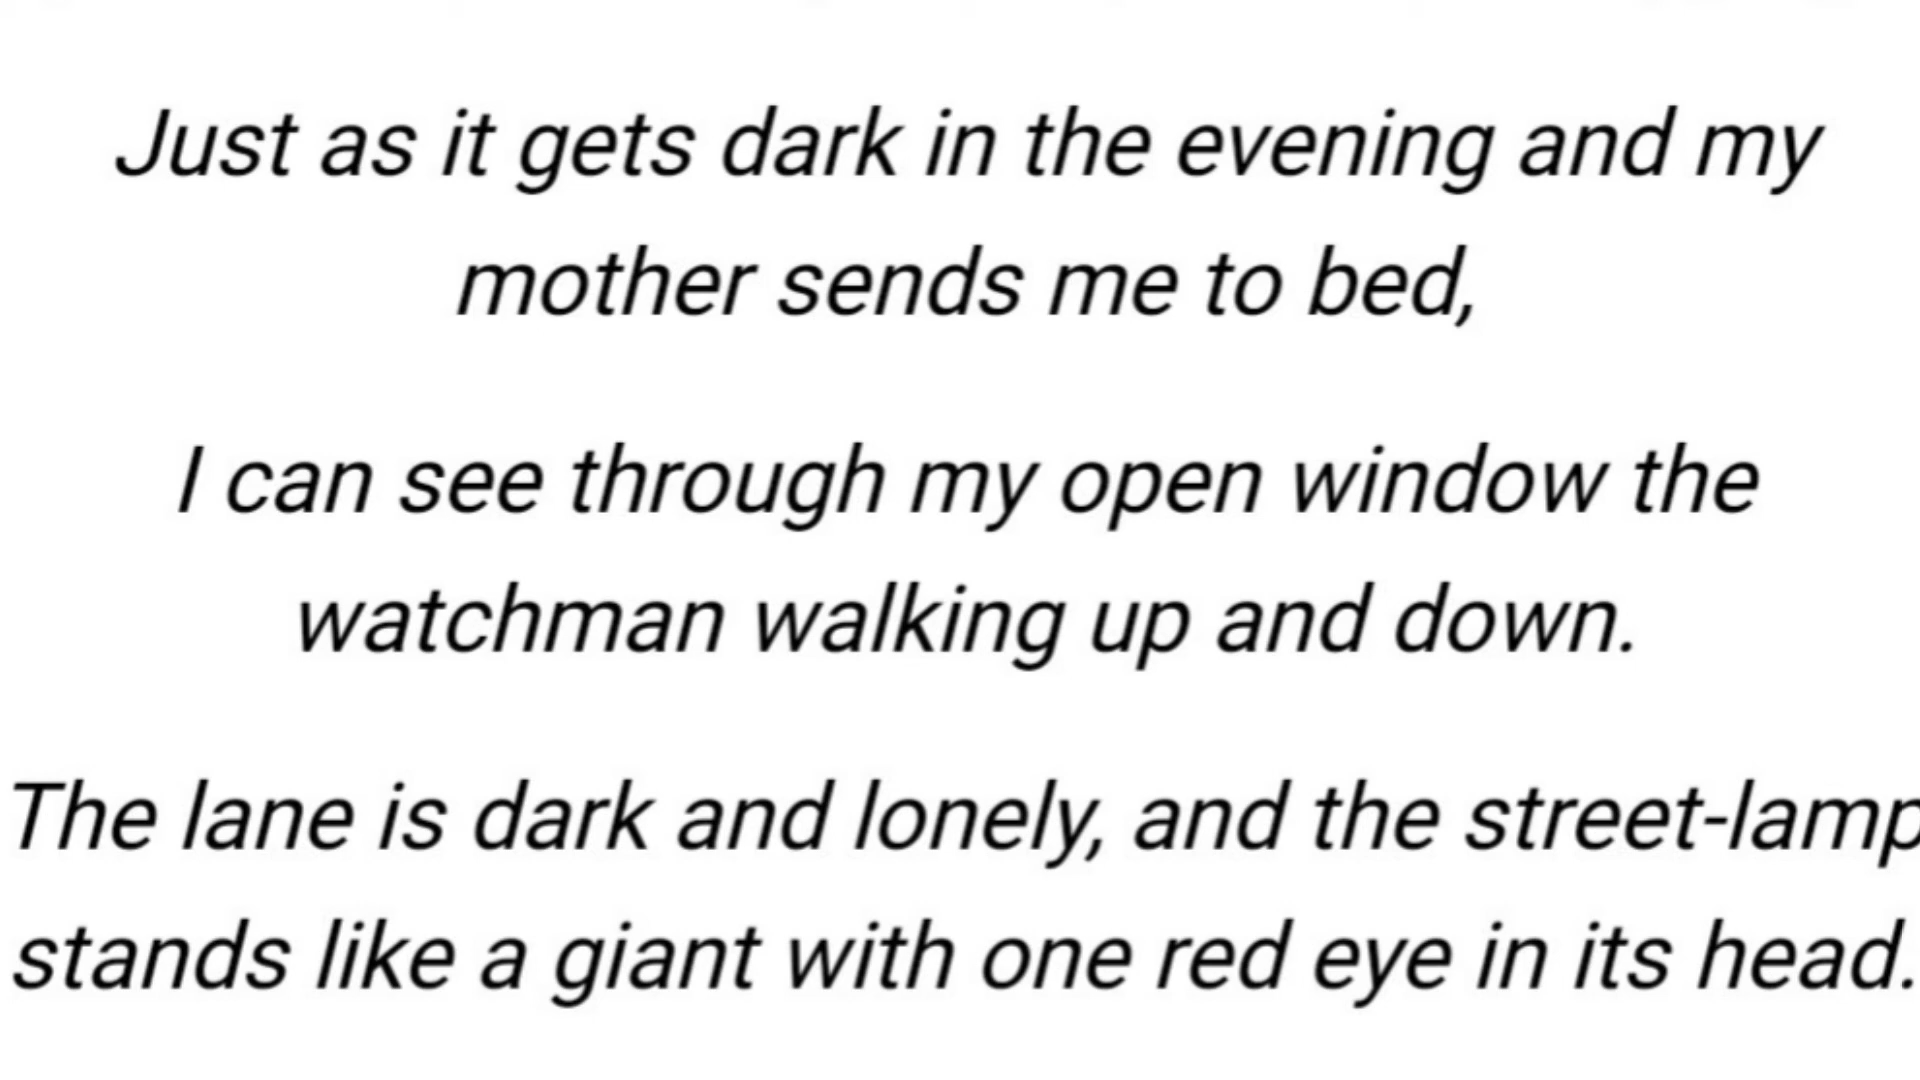 Just as it gets dark in the evening and my
mother sends me to bed,
I can see through my open window the
watchman walking up and down.
The lane is dark and lonely, and the street-lamp
stands like a giant with one red eye in its head.